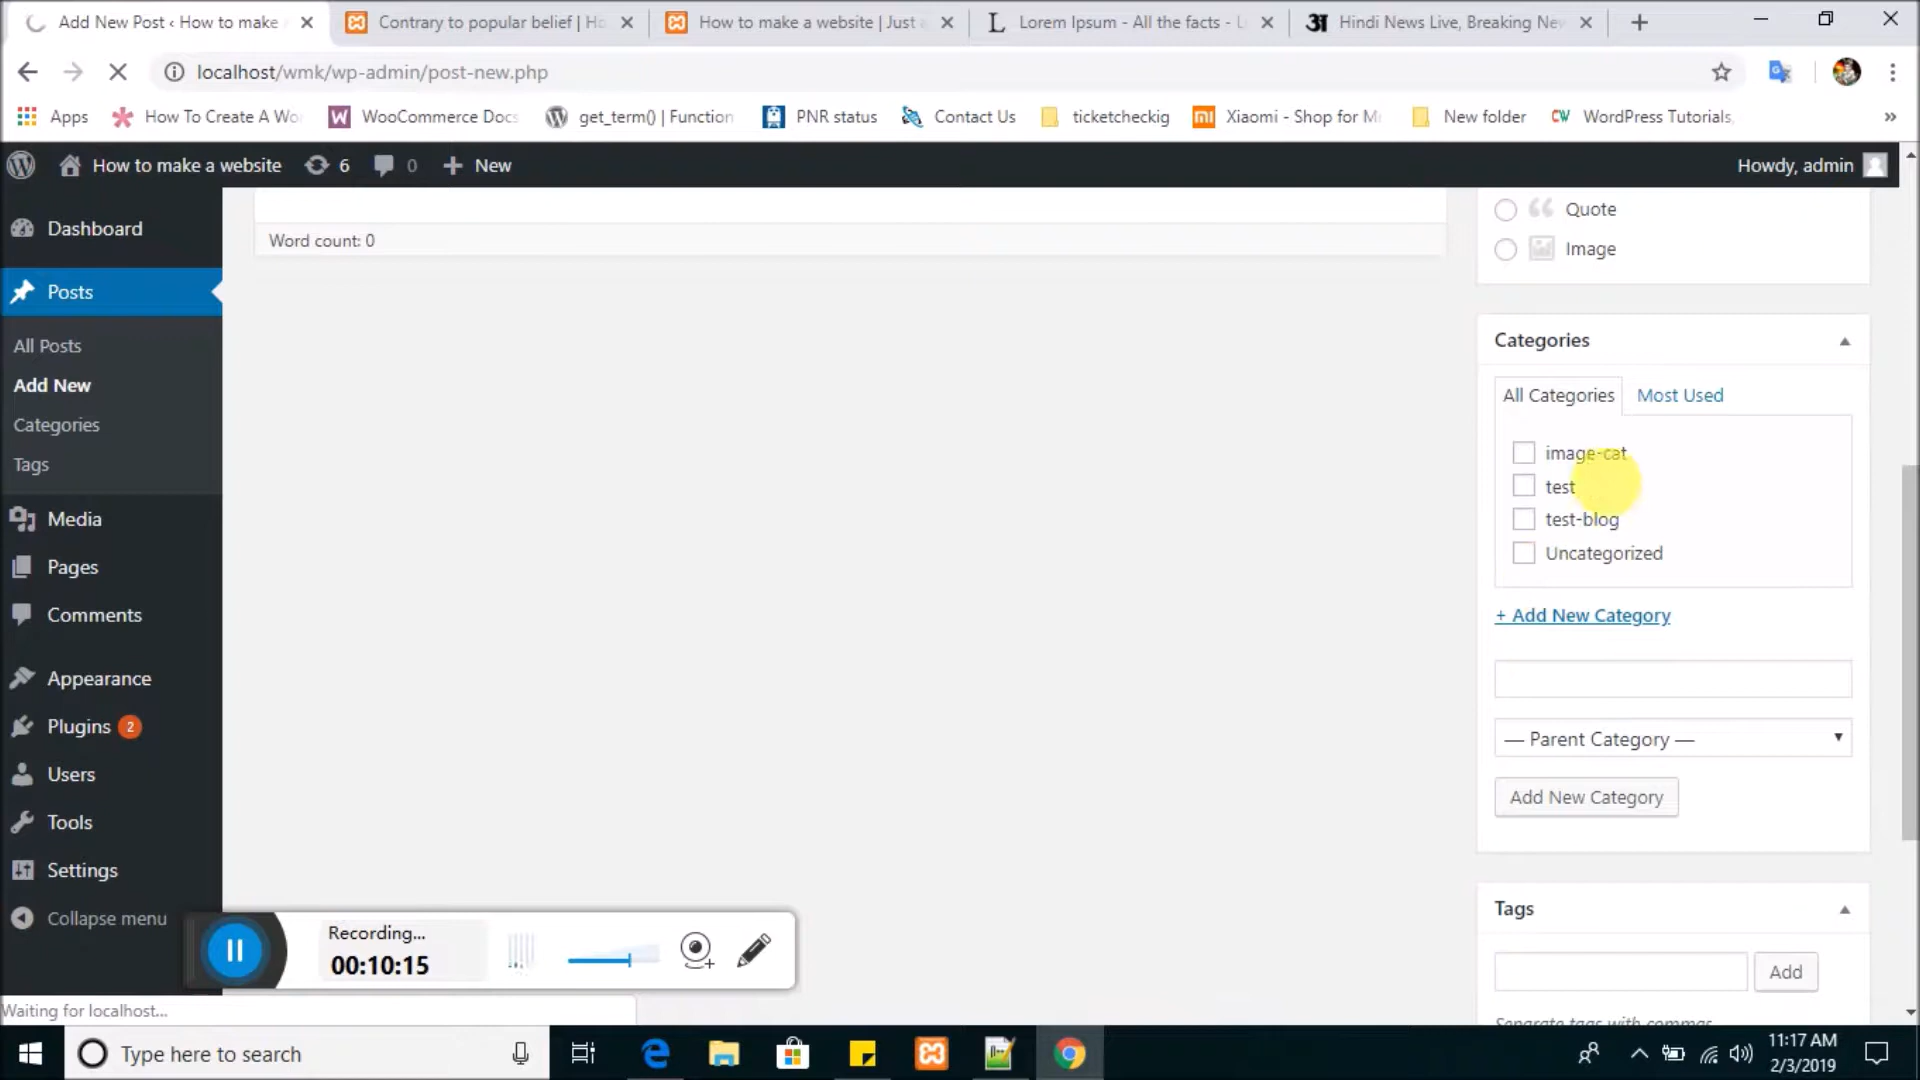 Add New Post ‹ How to make
Contrary to popular belief | Ho
How to make a website | Just a
Lorem Ipsum - All the facts - L
Hindi News Live, Breaking New
localhost/wmk/wp-admin/post-new.php
Apps
How To Create A Wo
WooCommerce Docs
get_term() | Function
PNR status
Contact Us
ticketcheckig
Xiaomi - Shop for M
New folder
WordPress Tutorials
»
How to make a website
6
0
New
Howdy, admin
Dashboard
Posts
All Posts
Add New
Categories
Tags
Media
Pages
Comments
Appearance
Plugins 2
Users
Tools
Settings
Collapse menu
Word count: 0
Quote
Image
Categories
All Categories
Most Used
image-cat
test
test-blog
Uncategorized
+ Add New Category
— Parent Category —
Add New Category
Tags
Add
Separate tags with commas
Recording...
00:10:15
Waiting for localhost...
Type here to search
11:17 AM
2/3/2019